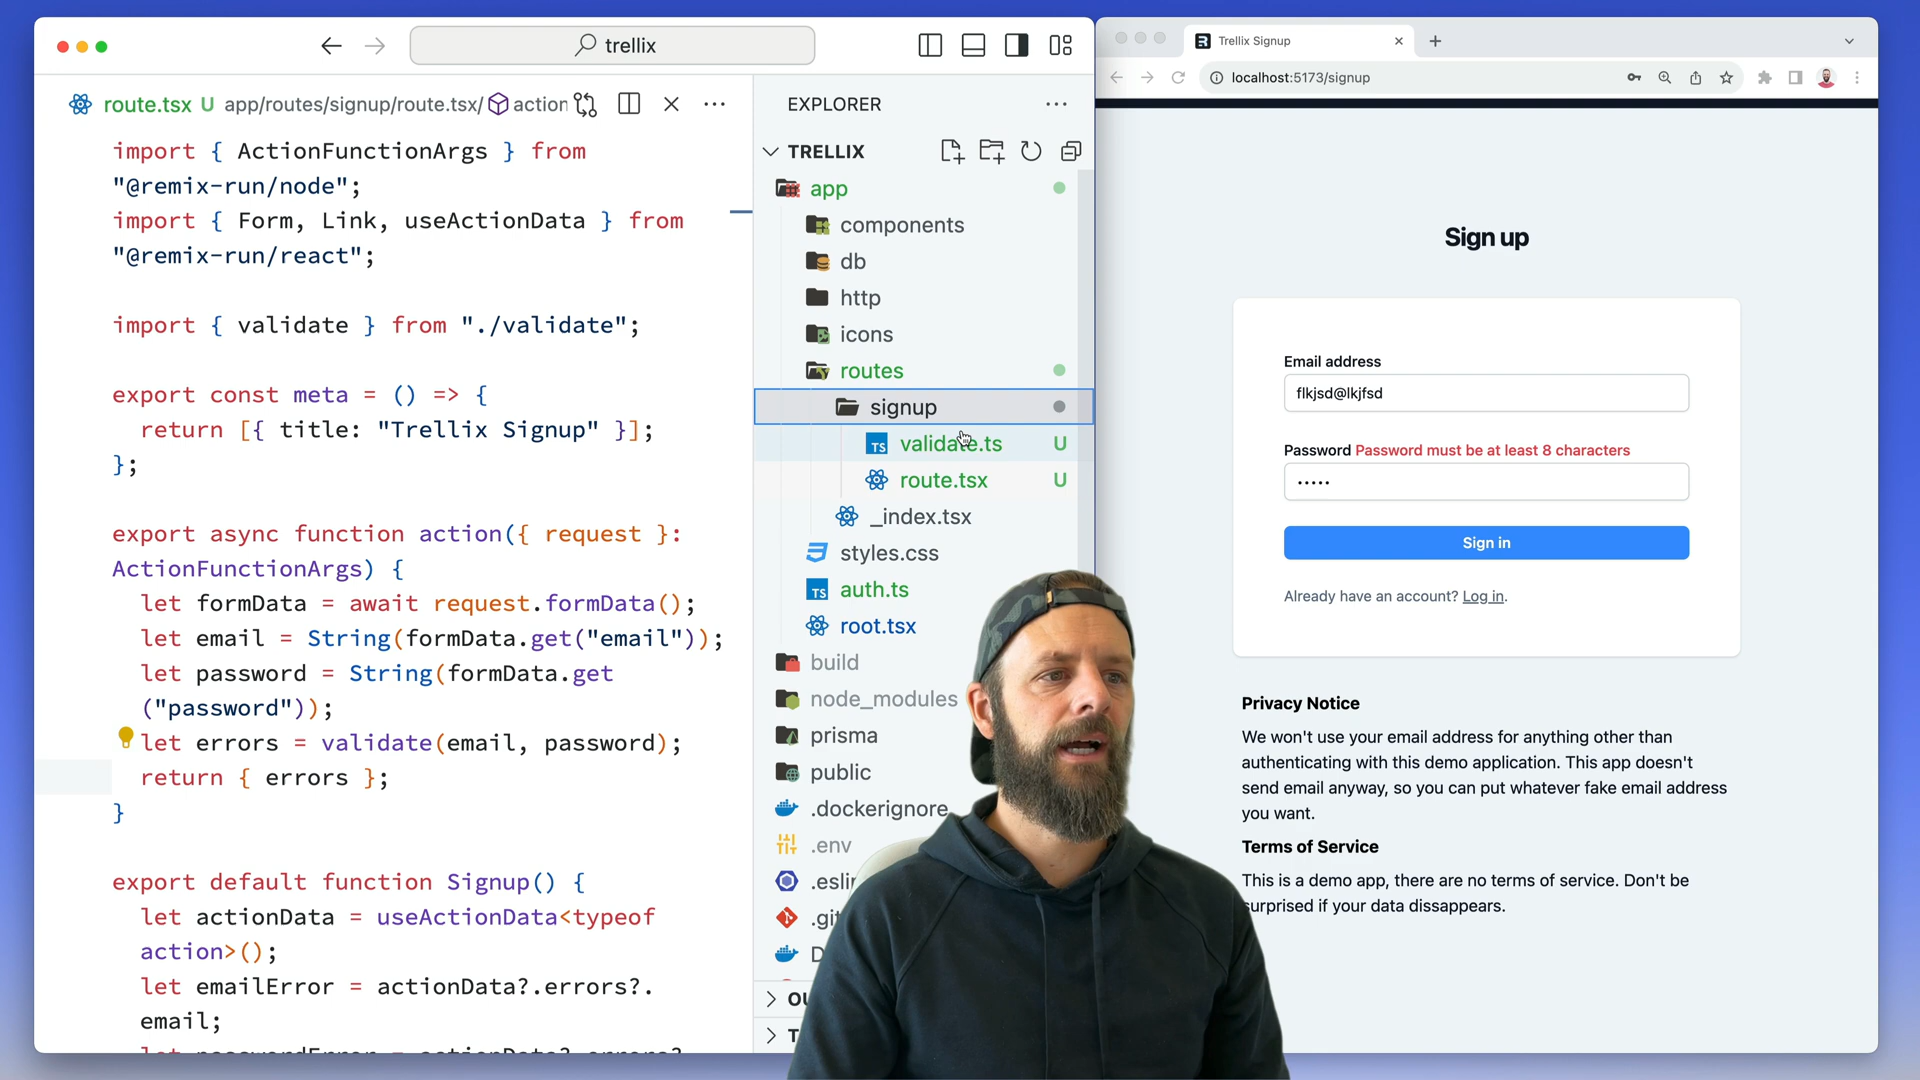 trellix
route.tsx U app/routes/signup/route.tsx/ action
import { ActionFunctionArgs } from
"@remix-run/node";
import { Form, Link, useActionData } from
"@remix-run/react";
import { validate } from "./validate";
export const meta = () => {
return [{ title: "Trellix Signup" }];
};
export async function action({ request }:
ActionFunctionArgs) {
let formData = await request.formData();
let email = String(formData.get("email"));
let password = String(formData.get
("password"));
let errors = validate(email, password);
return { errors };
}
export default function Signup() {
let actionData = useActionData<typeof
action>();
let emailError = actionData?.errors?.
email;
let passwordError = actionData?.errors?
EXPLORER
TRELLIX
app
components
db
http
icons
routes
signup
validate.ts U
route.tsx U
_index.tsx
styles.css
TS auth.ts
root.tsx
build
node_modules
prisma
public
.dockerignore
.env
.eslin
.git
D
OU
T
Trellix Signup
localhost:5173/signup
Sign up
Email address
flkjsd@lkjfsd
Password Password must be at least 8 characters
•••••
Sign in
Already have an account? Log in.
Privacy Notice
We won't use your email address for anything other than
authenticating with this demo application. This app doesn't
send email anyway, so you can put whatever fake email address
you want.
Terms of Service
This is a demo app, there are no terms of service. Don't be
surprised if your data dissappears.